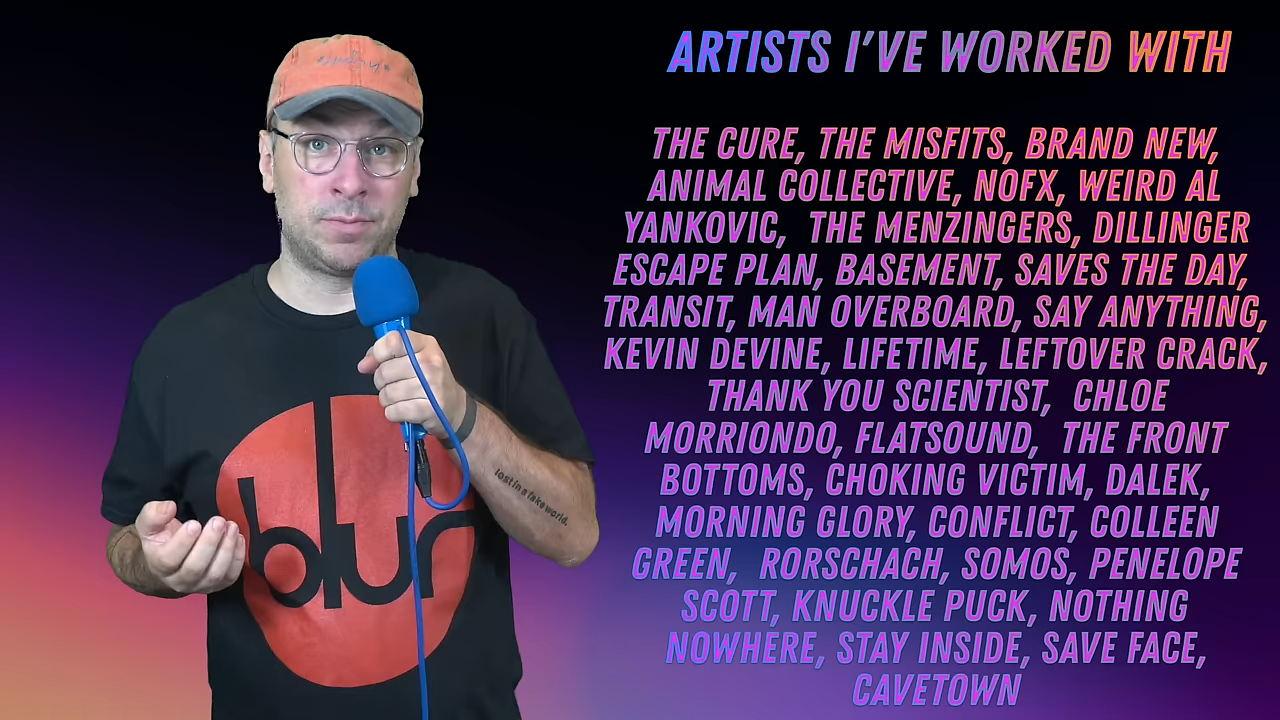 ARTISTS I'VE WORKED WITH
THE CURE, THE MISFITS, BRAND NEW,
ANIMAL COLLECTIVE, NOFX, WEIRD AL
YANKOVIC, THE MENZINGERS, DILLINGER
ESCAPE PLAN, BASEMENT, SAVES THE DAY,
TRANSIT, MAN OVERBOARD, SAY ANYTHING,
KEVIN DEVINE, LIFETIME, LEFTOVER CRACK,
THANK YOU SCIENTIST, CHLOE
MORRIONDO, FLATSOUND, THE FRONT
BOTTOMS, CHOKING VICTIM, DALEK,
MORNING GLORY, CONFLICT, COLLEEN
GREEN, RORSCHACH, SOMOS, PENELOPE
SCOTT, KNUCKLE PUCK, NOTHING
NOWHERE, STAY INSIDE, SAVE FACE,
CAVETOWN
blur
lost in a fake world.